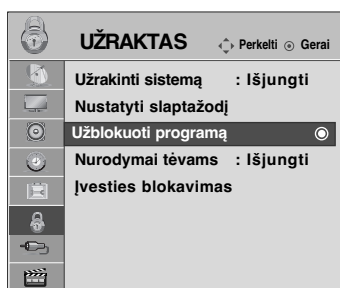 UŽRAKTAS Perkelti Gerai
Užrakinti sistemą : Išjungti
Nustatyti slaptažodį
Užblokuoti programą
Nurodymai tėvams : Išjungti
Įvesties blokavimas